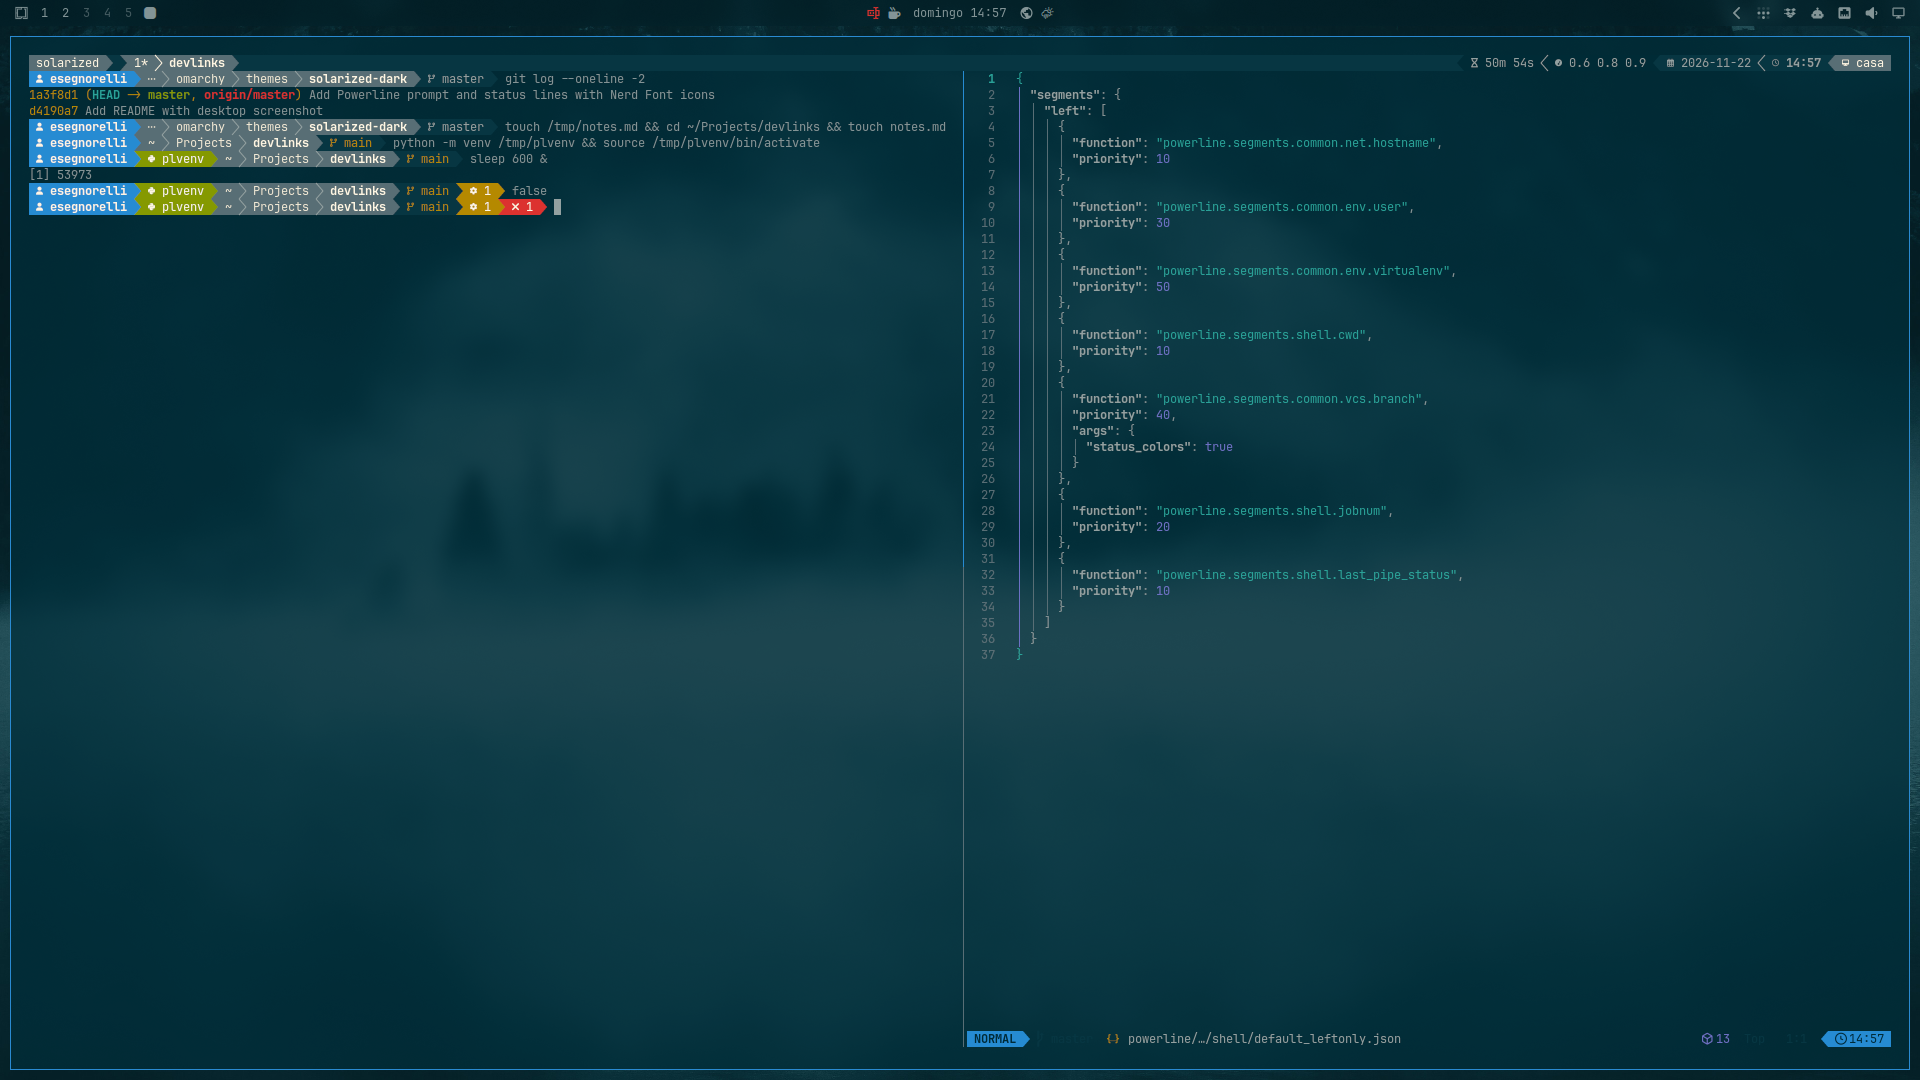 1 2 3 4 5
domingo 14:57
solarized 1* devlinks
50m 54s 0.6 0.8 0.9 2026-11-22 14:57 casa
esegnorelli ⋯ omarchy themes solarized-dark master git log --oneline -2
1a3f8d1 (HEAD -> master, origin/master) Add Powerline prompt and status lines with Nerd Font icons
d4190a7 Add README with desktop screenshot
esegnorelli ⋯ omarchy themes solarized-dark master touch /tmp/notes.md && cd ~/Projects/devlinks && touch notes.md
esegnorelli ~ Projects devlinks main python -m venv /tmp/plvenv && source /tmp/plvenv/bin/activate
esegnorelli plvenv ~ Projects devlinks main sleep 600 &
[1] 53973
esegnorelli plvenv ~ Projects devlinks main 1 false
esegnorelli plvenv ~ Projects devlinks main 1 × 1
1 {
2 "segments": {
3 "left": [
4 {
5 "function": "powerline.segments.common.net.hostname",
6 "priority": 10
7 },
8 {
9 "function": "powerline.segments.common.env.user",
10 "priority": 30
11 },
12 {
13 "function": "powerline.segments.common.env.virtualenv",
14 "priority": 50
15 },
16 {
17 "function": "powerline.segments.shell.cwd",
18 "priority": 10
19 },
20 {
21 "function": "powerline.segments.common.vcs.branch",
22 "priority": 40,
23 "args": {
24 "status_colors": true
25 }
26 },
27 {
28 "function": "powerline.segments.shell.jobnum",
29 "priority": 20
30 },
31 {
32 "function": "powerline.segments.shell.last_pipe_status",
33 "priority": 10
34 }
35 ]
36 }
37 }
NORMAL {} powerline/…/shell/default_leftonly.json 13 Top 1:1 14:57